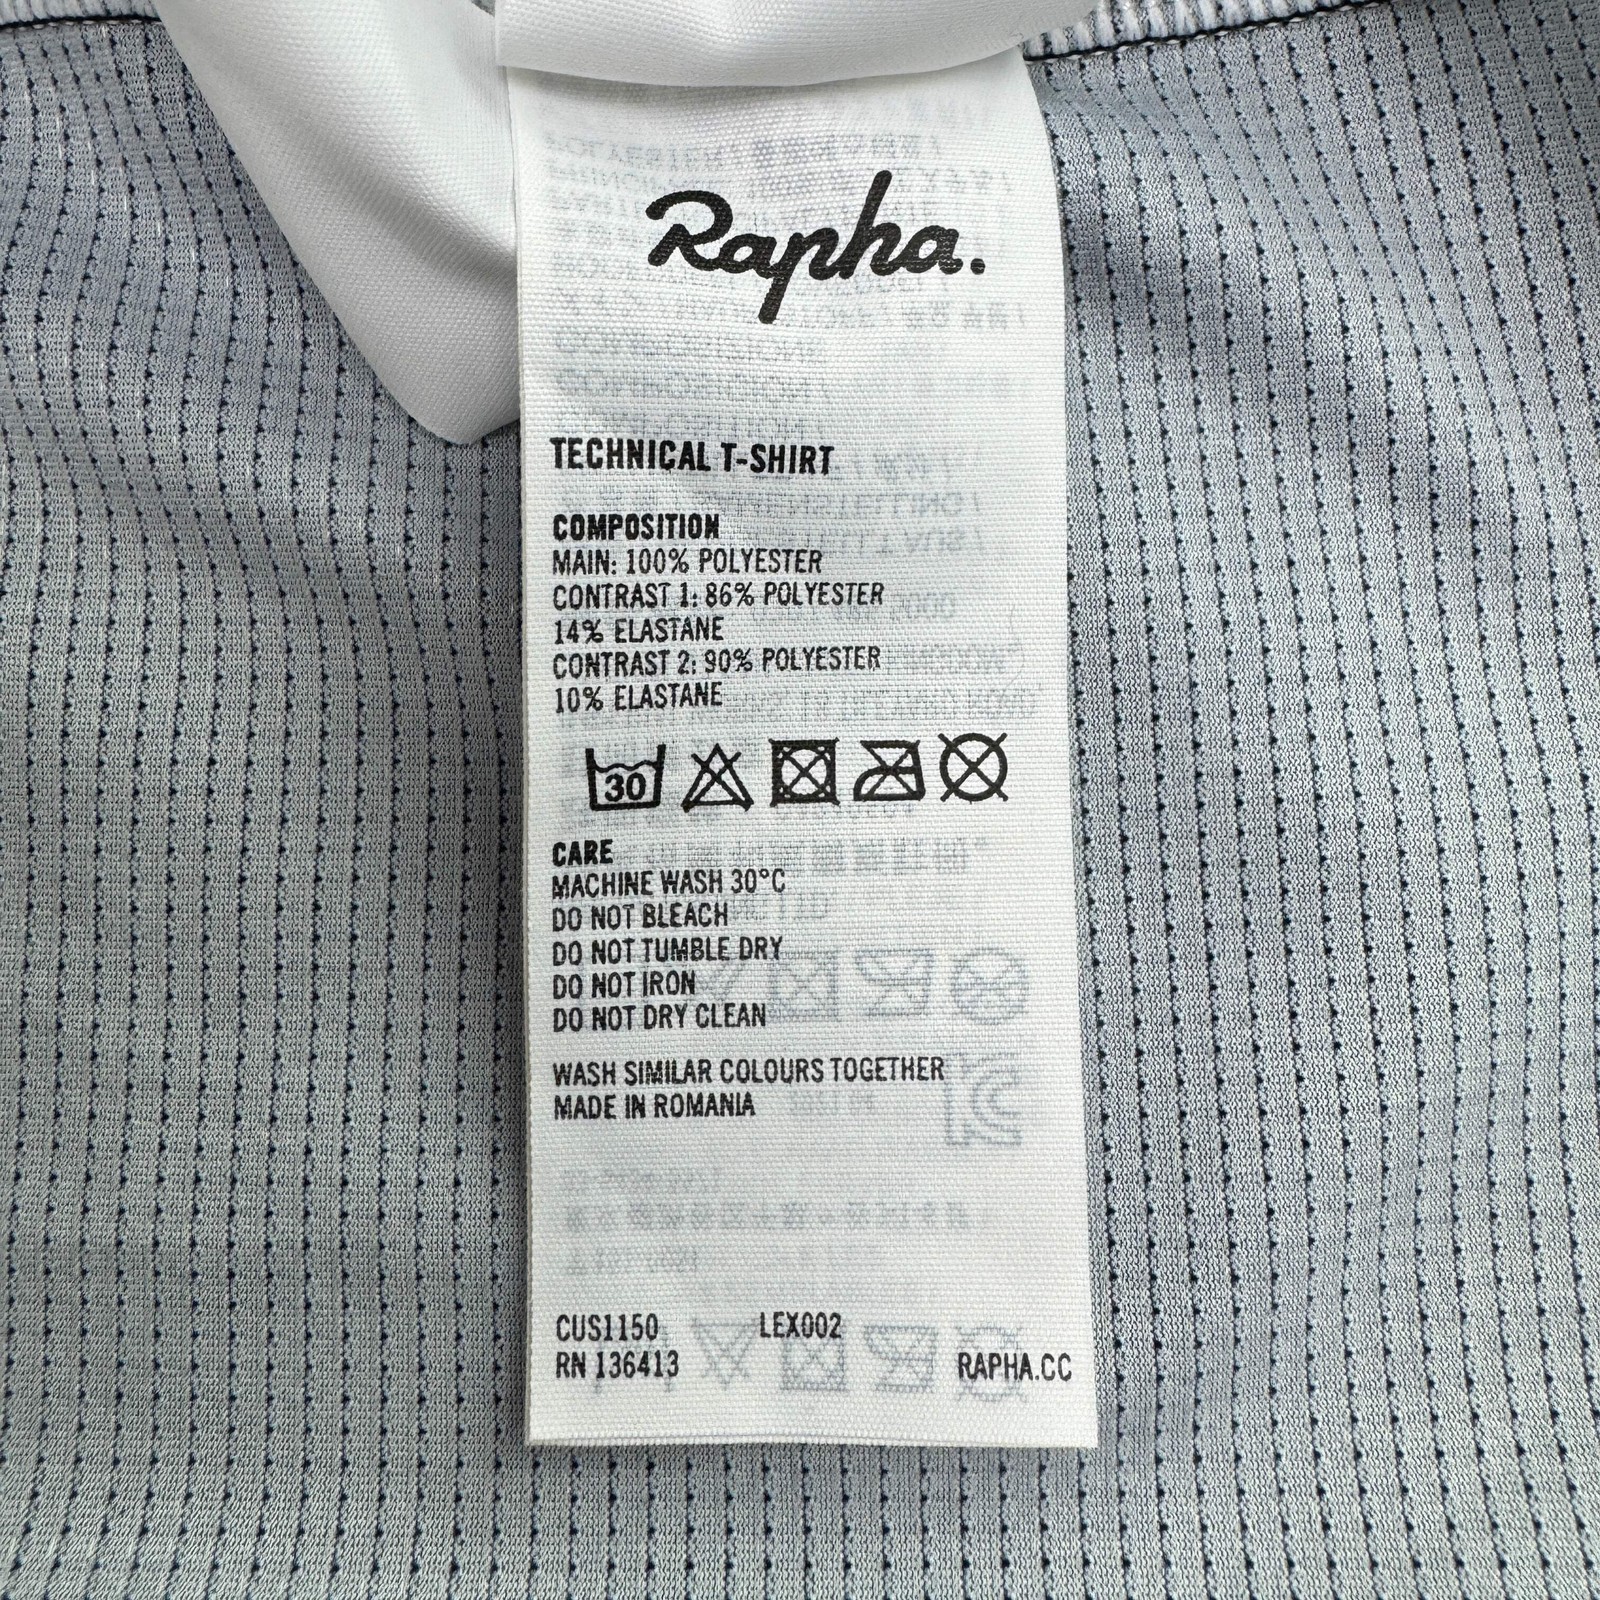 Rapha.
TECHNICAL T-SHIRT
COMPOSITION
MAIN: 100% POLYESTER
CONTRAST 1: 86% POLYESTER
14% ELASTANE
CONTRAST 2: 90% POLYESTER
10% ELASTANE
30
CARE
MACHINE WASH 30°C
DO NOT BLEACH
DO NOT TUMBLE DRY
DO NOT IRON
DO NOT DRY CLEAN
WASH SIMILAR COLOURS TOGETHER
MADE IN ROMANIA
CUS1150 LEX002
RN 136413 RAPHA.CC